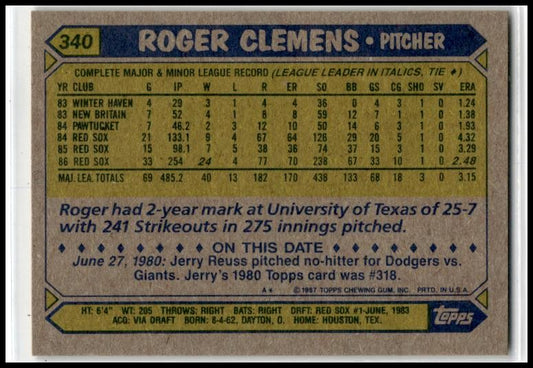 340 ROGER CLEMENS • PITCHER
COMPLETE MAJOR & MINOR LEAGUE RECORD (LEAGUE LEADER IN ITALICS, TIE ♦)
YR CLUB G IP W L R ER SO BB GS CG SHO SV ERA
83 WINTER HAVEN 4 29 3 1 4 4 36 0 4 3 1 0 1.24
83 NEW BRITAIN 7 52 4 1 8 8 59 12 7 1 1 0 1.38
84 PAWTUCKET 7 46.2 2 3 12 10 50 14 6 3 1 0 1.93
84 RED SOX 21 133.1 9 4 67 64 126 29 20 5 1 0 4.32
85 RED SOX 15 98.1 7 5 38 36 74 37 15 3 1 0 3.29
86 RED SOX 33 254 24 4 77 70 238 67 33 10 1 0 2.48
MAJ. LEA. TOTALS 69 485.2 40 13 182 170 438 133 68 18 3 0 3.15
Roger had 2-year mark at University of Texas of 25-7
with 241 Strikeouts in 275 innings pitched.
♦ ♦ ♦ ♦ ♦ ♦ ♦ ON THIS DATE ♦ ♦ ♦ ♦ ♦ ♦ ♦
June 27, 1980: Jerry Reuss pitched no-hitter for Dodgers vs.
Giants. Jerry's 1980 Topps card was #318.
A* © 1987 TOPPS CHEWING GUM, INC. PRTD. IN U.S.A.
HT: 6'4" WT: 205 THROWS: RIGHT BATS: RIGHT DRFT: RED SOX #1-JUNE, 1983
ACQ: VIA DRAFT BORN: 8-4-62, DAYTON, O. HOME: HOUSTON, TEX.
Topps